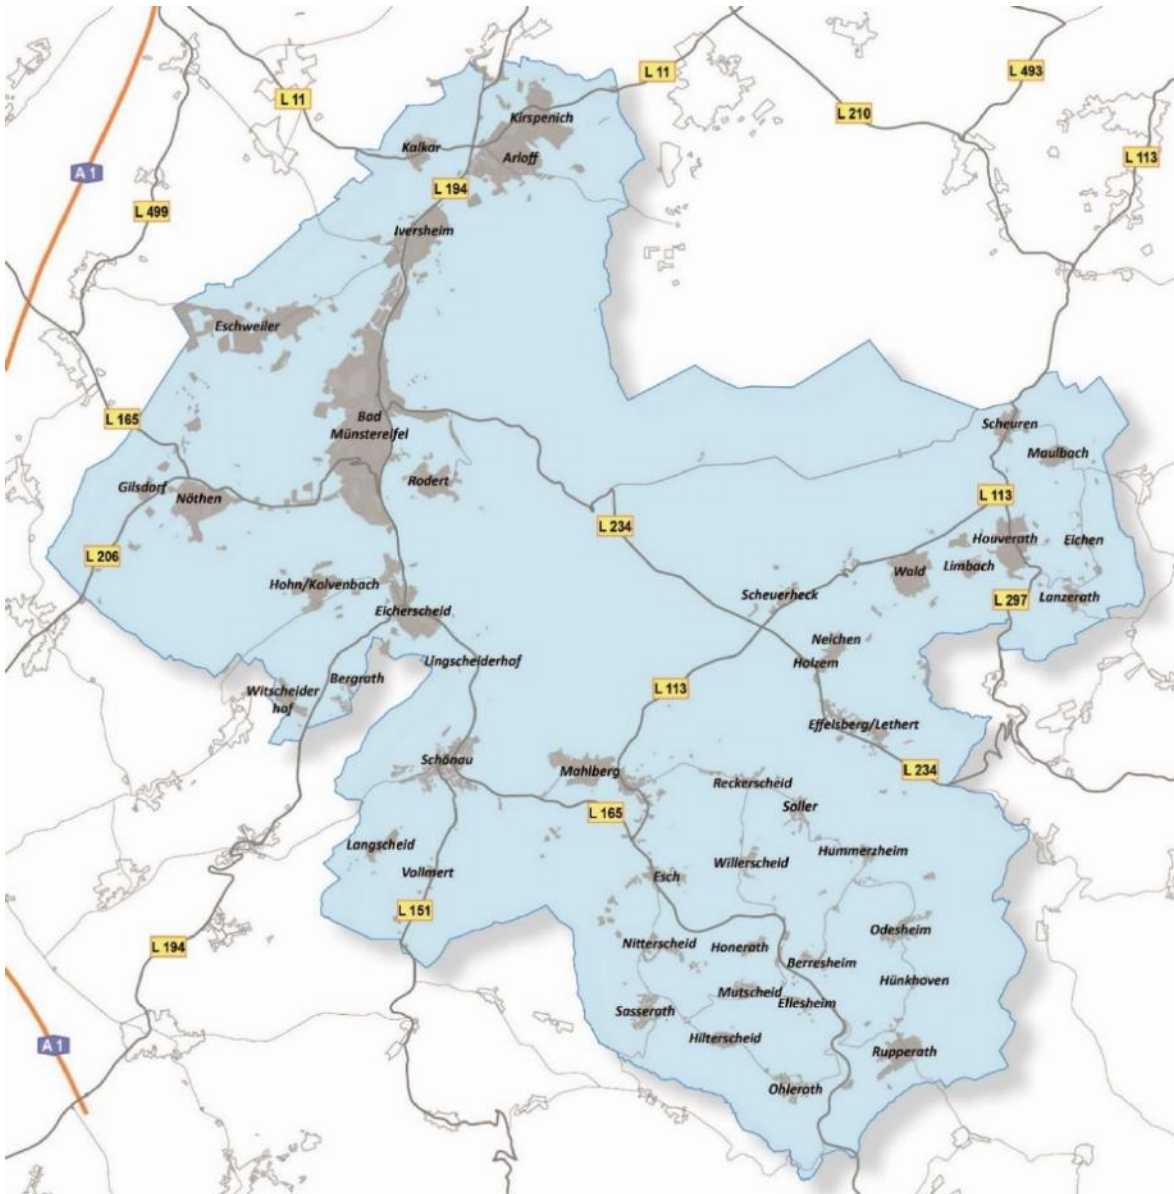 L 11
L 493
L 11
L 210
Kirspenich
Kalkar
Arloff
L 113
A 1
L 194
L 499
Iversheim
Eschweiler
L 165
Bad
Münstereifel
Scheuren
Maulbach
Gilsdorf
Nöthen
Rodert
L 113
L 234
Houverath
Eichen
L 206
Wald
Limbach
Hohn/Kolvenbach
Scheuerheck
Lanzerath
L 297
Eicherscheid
Neichen
Lingscheiderhof
Holzem
Bergrath
L 113
Witscheider
hof
Effelsberg/Lethert
Schönau
Mahlberg
L 234
Reckerscheid
Soller
L 165
Langscheid
Willerscheid
Hummerzheim
Vollmert
Esch
L 151
Odesheim
L 194
Nitterscheid
Honerath
Berresheim
Hünkhoven
Mutscheid
Ellesheim
Sasserath
Hilterscheid
A 1
Rupperath
Ohlerath